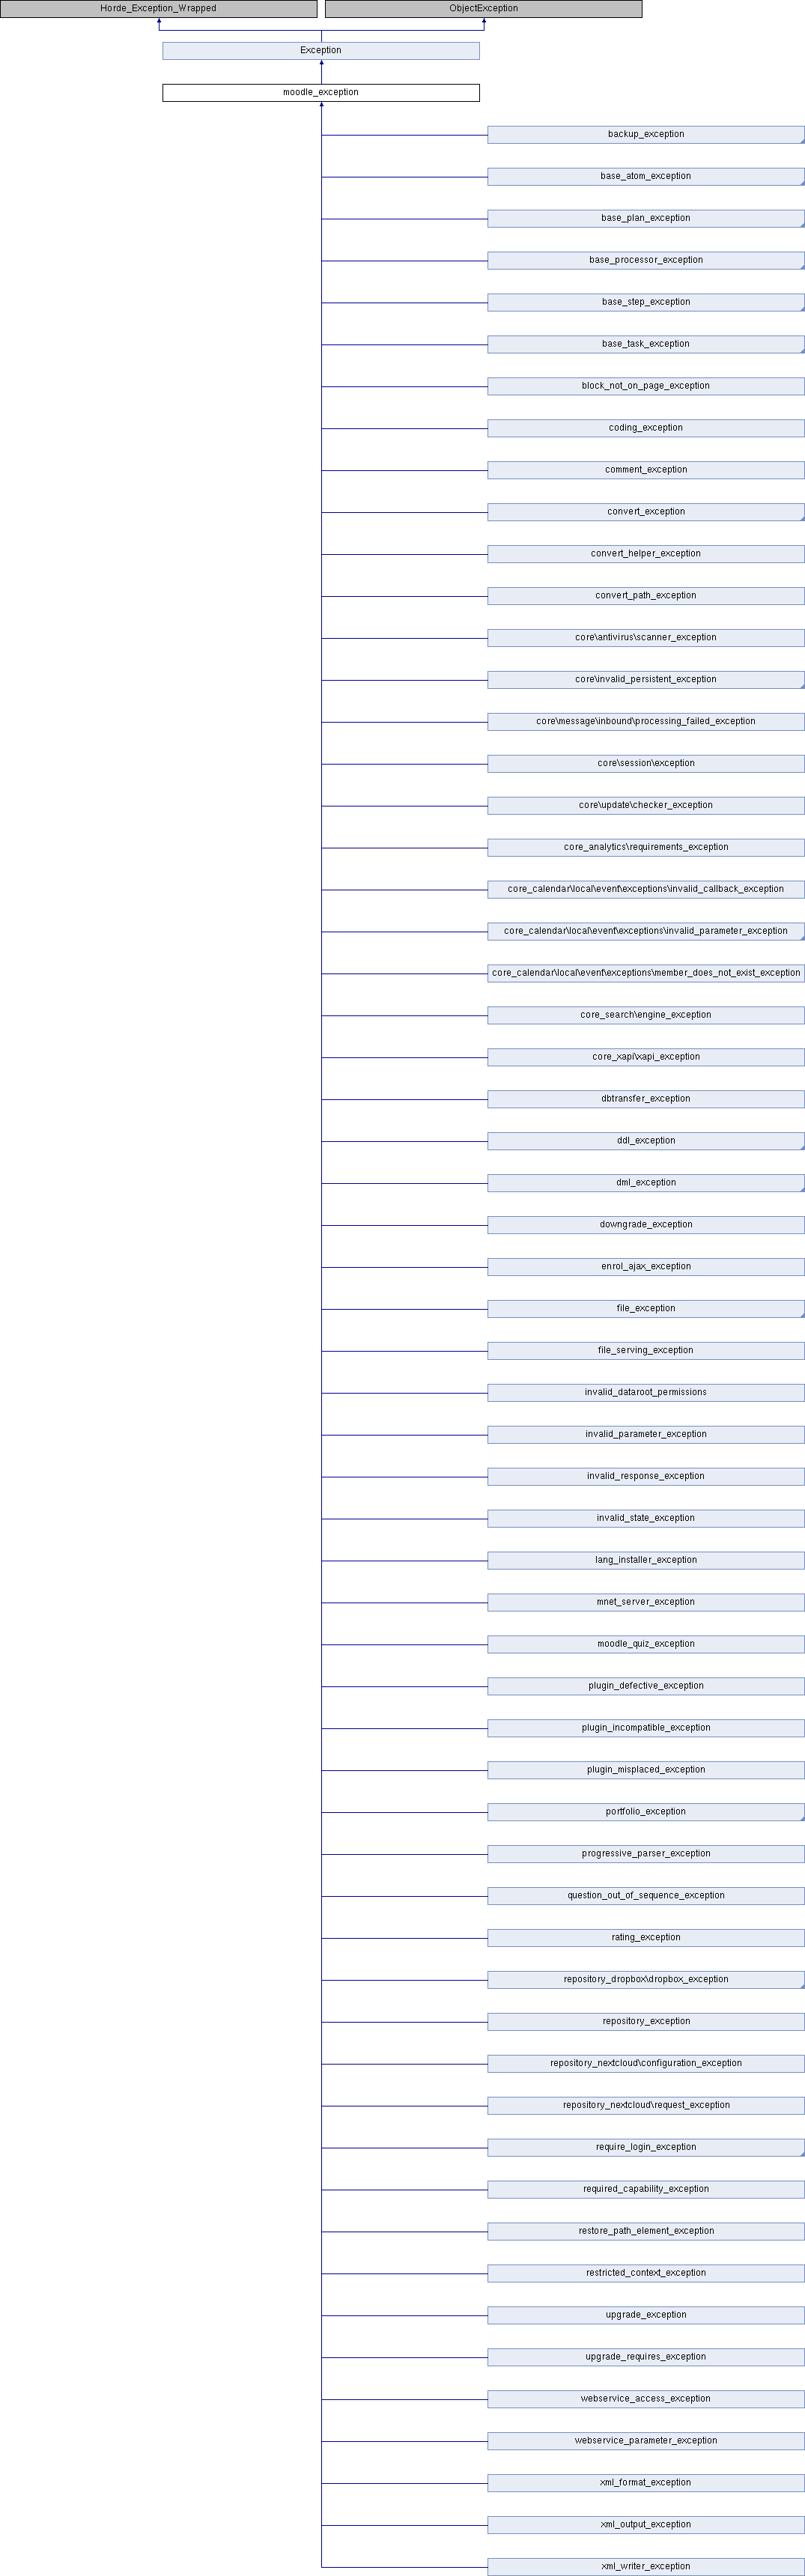 Horde_Exception_Wrapped
ObjectException
Exception
moodle_exception
backup_exception
base_atom_exception
base_plan_exception
base_processor_exception
base_step_exception
base_task_exception
block_not_on_page_exception
coding_exception
comment_exception
convert_exception
convert_helper_exception
convert_path_exception
core\antivirus\scanner_exception
core\invalid_persistent_exception
core\message\inbound\processing_failed_exception
core\session\exception
core\update\checker_exception
core_analytics\requirements_exception
core_calendar\local\event\exceptions\invalid_callback_exception
core_calendar\local\event\exceptions\invalid_parameter_exception
core_calendar\local\event\exceptions\member_does_not_exist_exception
core_search\engine_exception
core_xapi\xapi_exception
dbtransfer_exception
ddl_exception
dml_exception
downgrade_exception
enrol_ajax_exception
file_exception
file_serving_exception
invalid_dataroot_permissions
invalid_parameter_exception
invalid_response_exception
invalid_state_exception
lang_installer_exception
mnet_server_exception
moodle_quiz_exception
plugin_defective_exception
plugin_incompatible_exception
plugin_misplaced_exception
portfolio_exception
progressive_parser_exception
question_out_of_sequence_exception
rating_exception
repository_dropbox\dropbox_exception
repository_exception
repository_nextcloud\configuration_exception
repository_nextcloud\request_exception
require_login_exception
required_capability_exception
restore_path_element_exception
restricted_context_exception
upgrade_exception
upgrade_requires_exception
webservice_access_exception
webservice_parameter_exception
xml_format_exception
xml_output_exception
xml_writer_exception